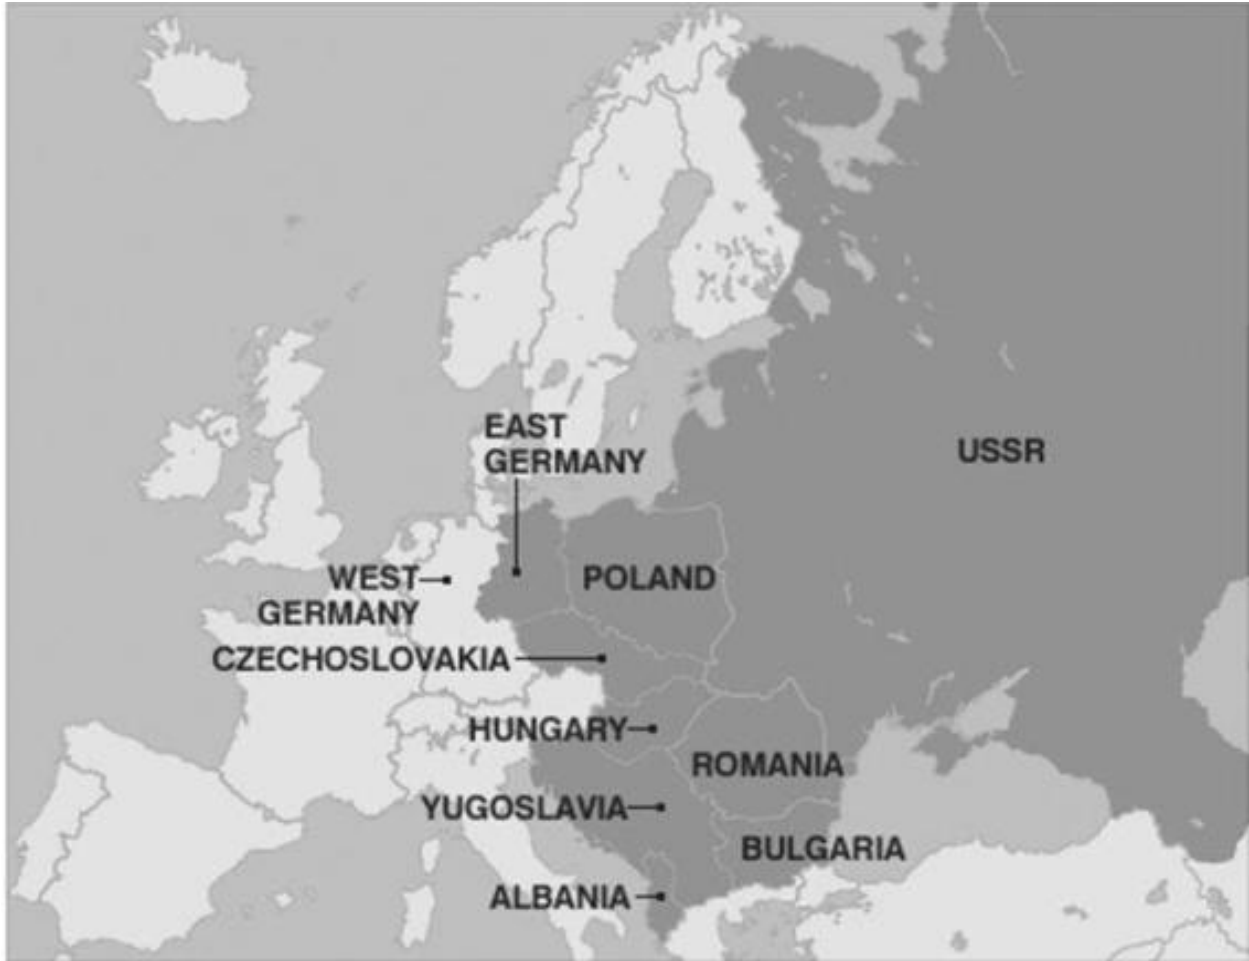 EAST
GERMANY
USSR
WEST
GERMANY
POLAND
CZECHOSLOVAKIA
HUNGARY
ROMANIA
YUGOSLAVIA
BULGARIA
ALBANIA